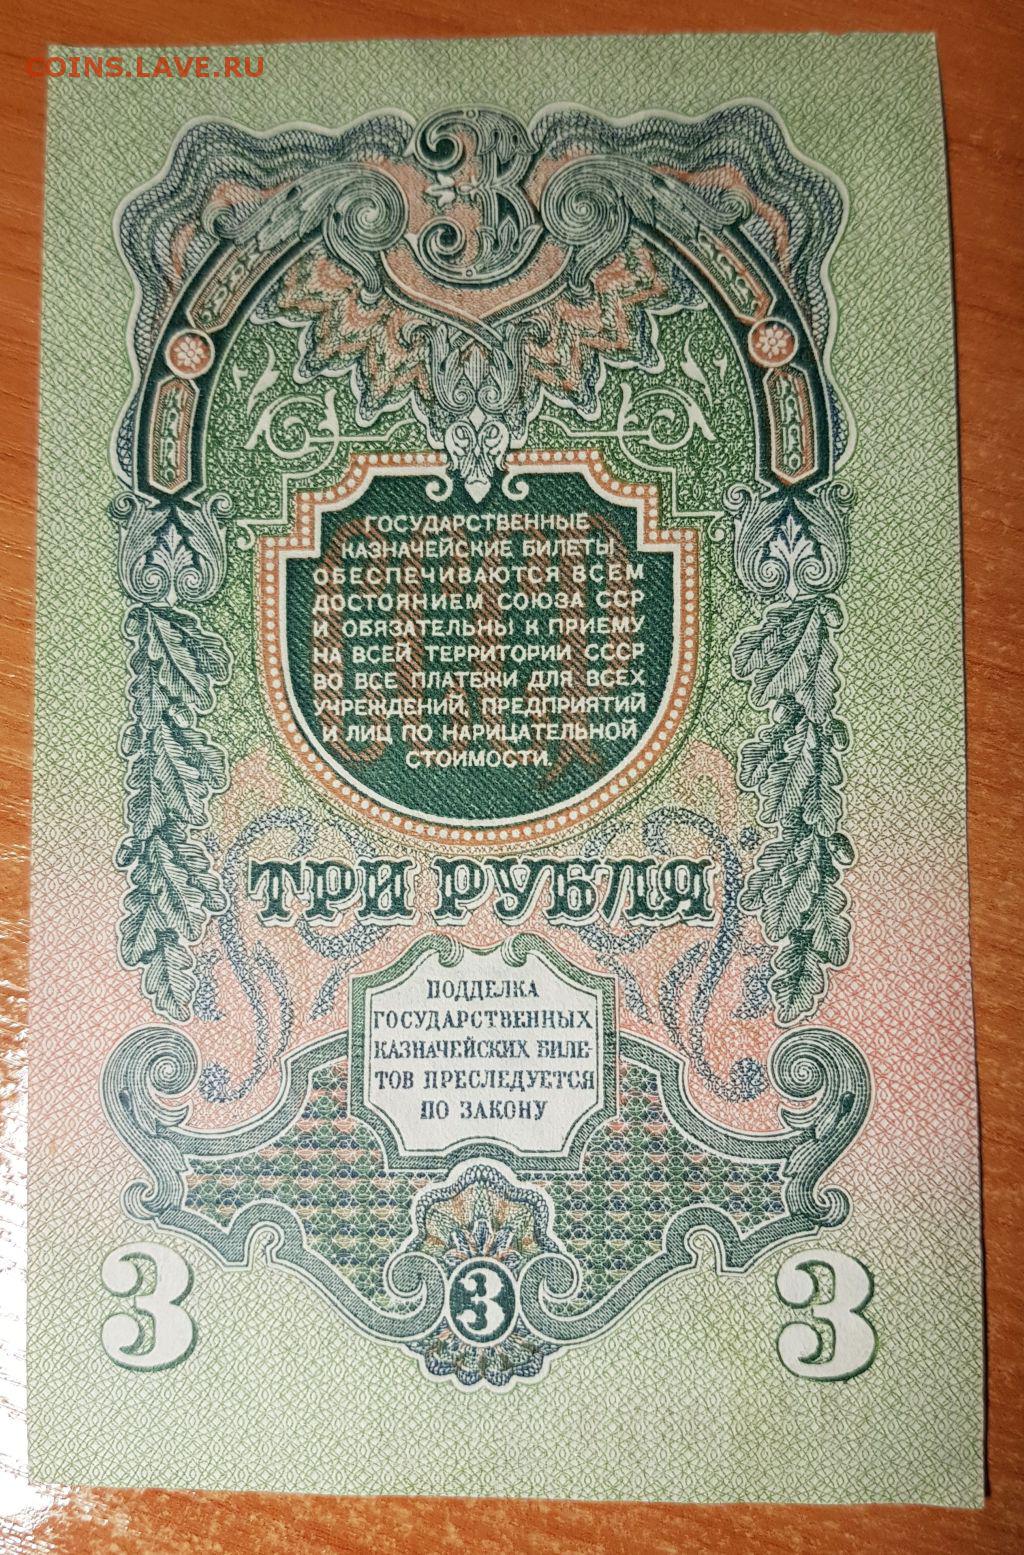 COINS.LAVE.RU
ГОСУДАРСТВЕННЫЕ
КАЗНАЧЕЙСКИЕ БИЛЕТЫ
ОБЕСПЕЧИВАЮТСЯ ВСЕМ
ДОСТОЯНИЕМ СОЮЗА ССР
И ОБЯЗАТЕЛЬНЫ К ПРИЕМУ
НА ВСЕЙ ТЕРРИТОРИИ СССР
ВО ВСЕ ПЛАТЕЖИ ДЛЯ ВСЕХ
УЧРЕЖДЕНИЙ, ПРЕДПРИЯТИЙ
И ЛИЦ ПО НАРИЦАТЕЛЬНОЙ
СТОИМОСТИ.
ТРИ РУБЛЯ
ПОДДЕЛКА
ГОСУДАРСТВЕННЫХ
КАЗНАЧЕЙСКИХ БИЛЕ-
ТОВ ПРЕСЛЕДУЕТСЯ
ПО ЗАКОНУ
3 3 3